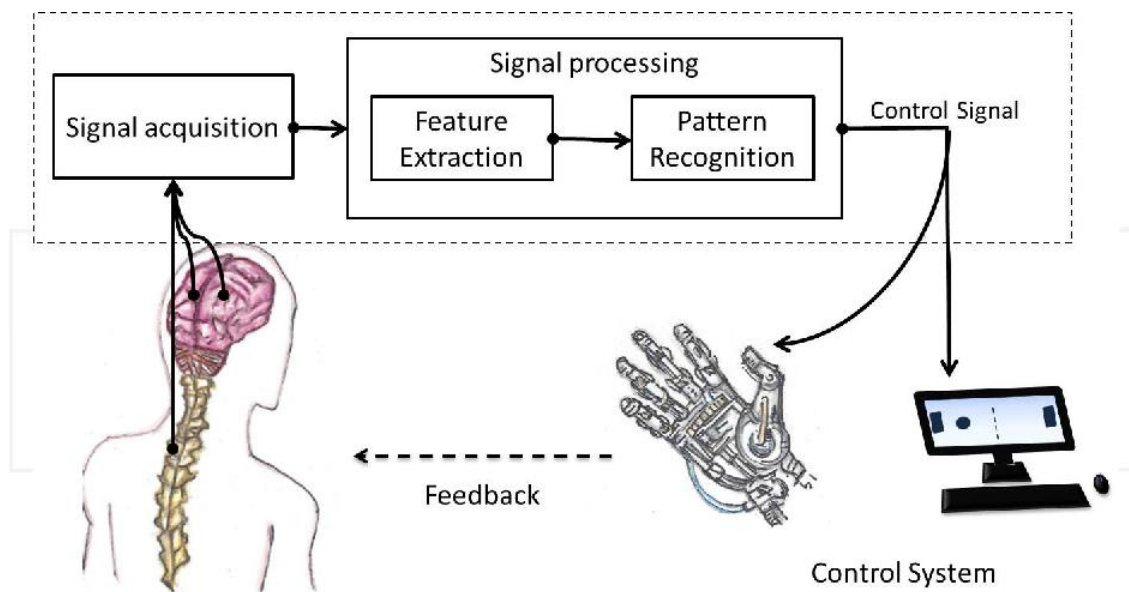 Signal processing
Signal acquisition
Feature
Extraction
Pattern
Recognition
Control Signal
Feedback
Control System